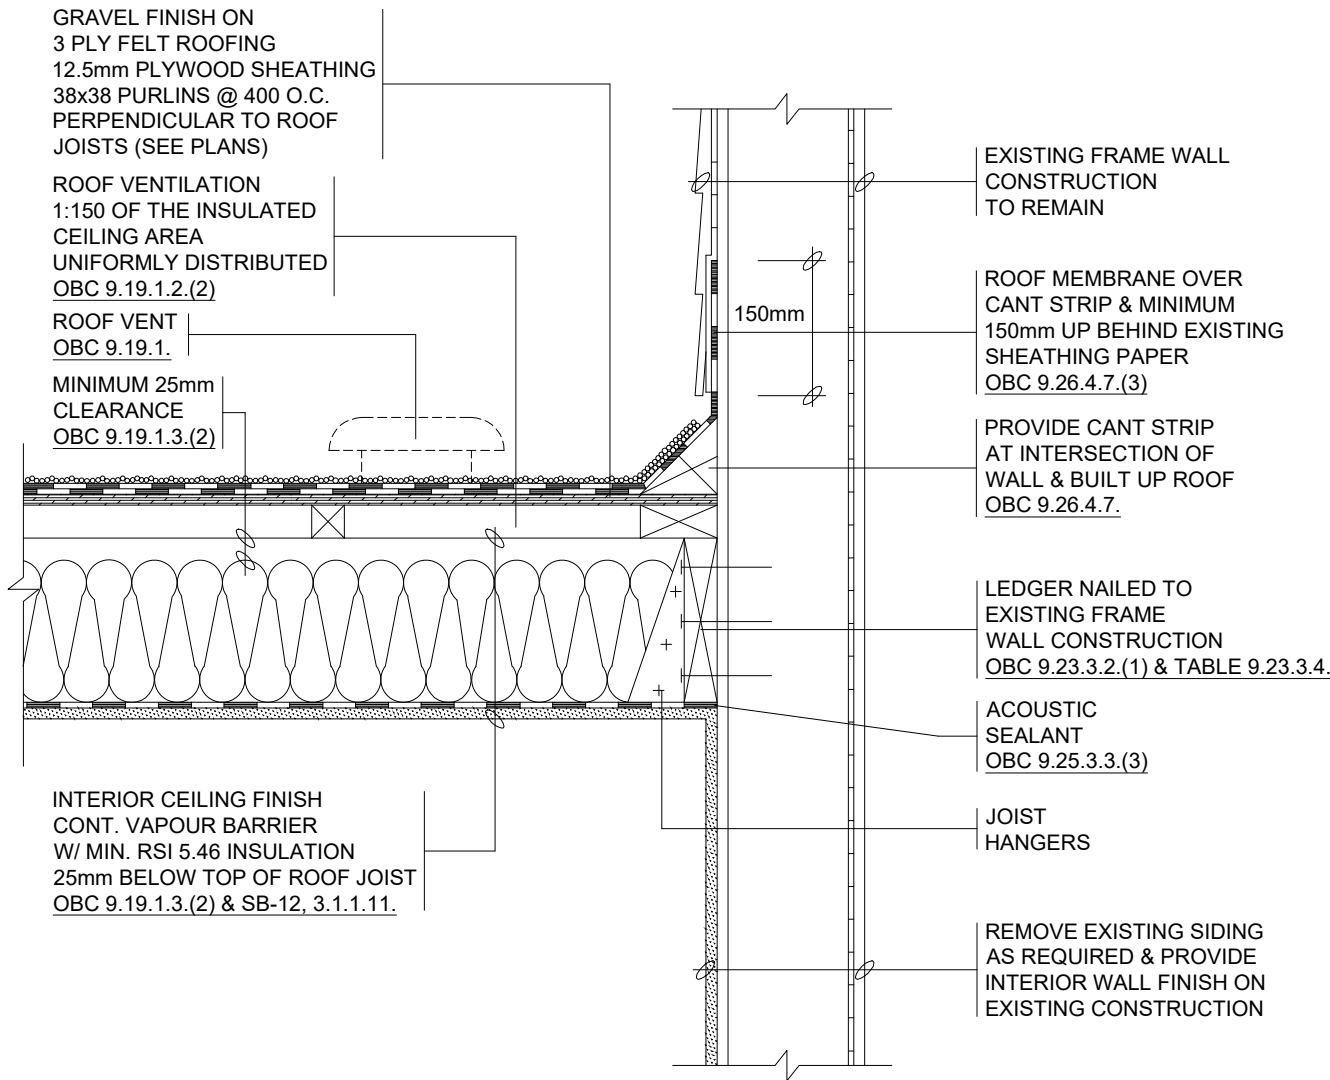 GRAVEL FINISH ON
3 PLY FELT ROOFING
12.5mm PLYWOOD SHEATHING
38x38 PURLINS @ 400 O.C.
PERPENDICULAR TO ROOF
JOISTS (SEE PLANS)
ROOF VENTILATION
1:150 OF THE INSULATED
CEILING AREA
UNIFORMLY DISTRIBUTED
OBC 9.19.1.2.(2)
ROOF VENT
OBC 9.19.1.
MINIMUM 25mm
CLEARANCE
OBC 9.19.1.3.(2)
INTERIOR CEILING FINISH
CONT. VAPOUR BARRIER
W/ MIN. RSI 5.46 INSULATION
25mm BELOW TOP OF ROOF JOIST
OBC 9.19.1.3.(2) & SB-12, 3.1.1.11.
150mm
EXISTING FRAME WALL
CONSTRUCTION
TO REMAIN
ROOF MEMBRANE OVER
CANT STRIP & MINIMUM
150mm UP BEHIND EXISTING
SHEATHING PAPER
OBC 9.26.4.7.(3)
PROVIDE CANT STRIP
AT INTERSECTION OF
WALL & BUILT UP ROOF
OBC 9.26.4.7.
LEDGER NAILED TO
EXISTING FRAME
WALL CONSTRUCTION
OBC 9.23.3.2.(1) & TABLE 9.23.3.4.
ACOUSTIC
SEALANT
OBC 9.25.3.3.(3)
JOIST
HANGERS
REMOVE EXISTING SIDING
AS REQUIRED & PROVIDE
INTERIOR WALL FINISH ON
EXISTING CONSTRUCTION